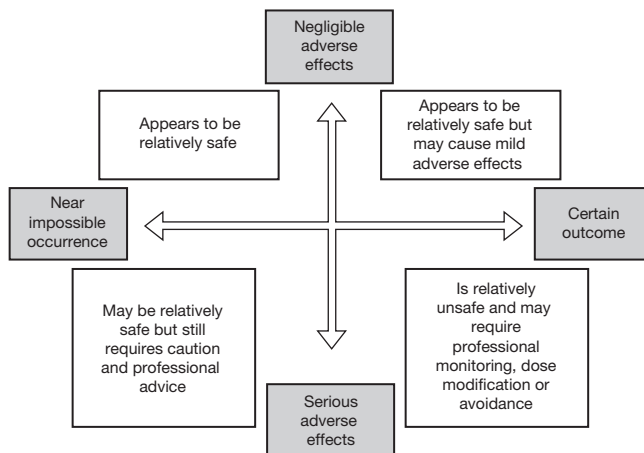 Negligible
adverse
effects
Appears to be
relatively safe
Appears to be
relatively safe but
may cause mild
adverse effects
Near
impossible
occurrence
Certain
outcome
May be relatively
safe but still
requires caution
and professional
advice
Is relatively
unsafe and may
require
professional
monitoring, dose
modification or
avoidance
Serious
adverse
effects